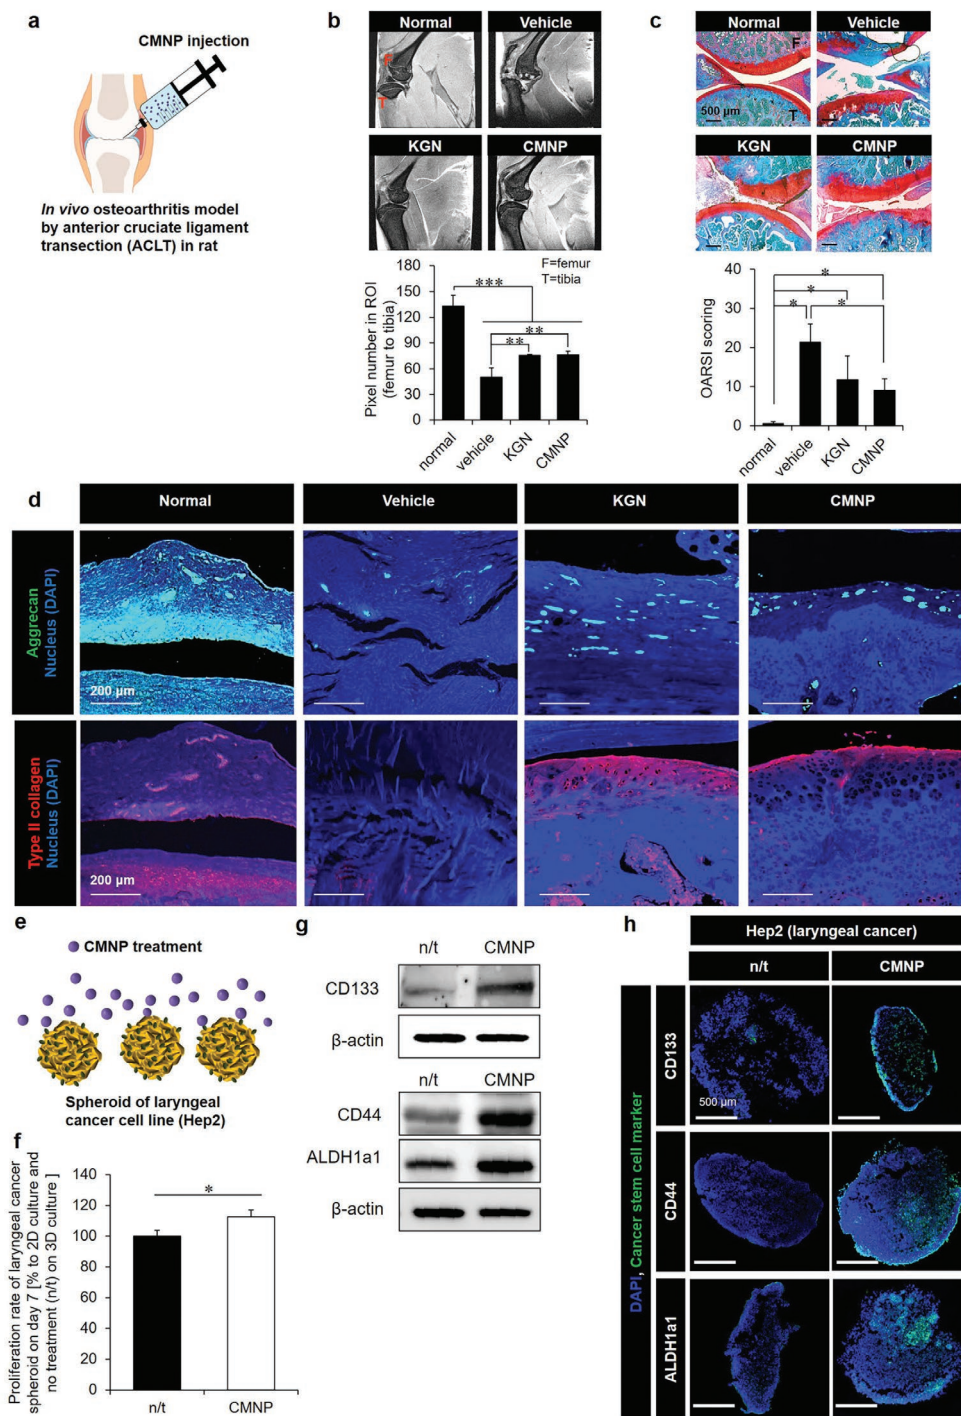 a
CMNP injection
In vivo osteoarthritis model
by anterior cruciate ligament
transection (ACLT) in rat
b
Normal
Vehicle
F
T
KGN
CMNP
F=femur
T=tibia
Pixel number in ROI
(femur to tibia)
180
150
120
90
60
30
0
***
**
**
normal
vehicle
KGN
CMNP
c
Normal
Vehicle
F
500 µm
T
KGN
CMNP
OARSI scoring
40
30
20
10
0
*
*
*
*
normal
vehicle
KGN
CMNP
d
Normal
Vehicle
KGN
CMNP
Aggrecan
Nucleus (DAPI)
200 µm
Type II collagen
Nucleus (DAPI)
200 µm
e
CMNP treatment
Spheroid of laryngeal
cancer cell line (Hep2)
f
Proliferation rate of laryngeal cancer
spheroid on day 7 [% to 2D culture and
no treatment (n/t) on 3D culture ]
140
120
100
80
60
40
20
0
*
n/t
CMNP
g
n/t
CMNP
CD133
β-actin
n/t
CMNP
CD44
ALDH1a1
β-actin
h
Hep2 (laryngeal cancer)
n/t
CMNP
DAPI, Cancer stem cell marker
CD133
500 µm
CD44
ALDH1a1